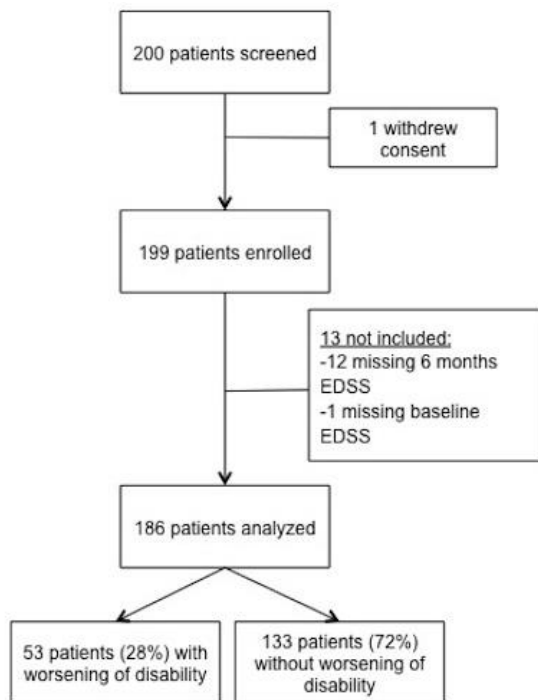 200 patients screened
1 withdrew
consent
199 patients enrolled
13 not included:
-12 missing 6 months
EDSS
-1 missing baseline
EDSS
186 patients analyzed
53 patients (28%) with
worsening of disability
133 patients (72%)
without worsening of
disability